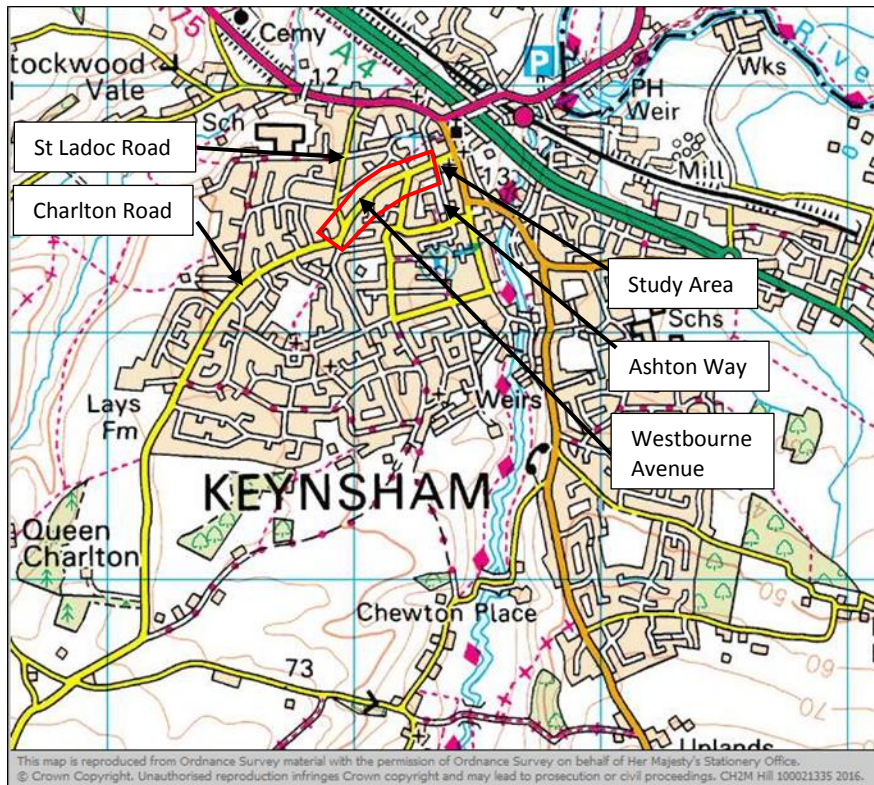 Cemy
A4
tockwood
Vale
12
P
Wks
PH
Weir
Sch
Mill
St Ladoc Road
13
Charlton Road
Study Area
Schs
Ashton Way
Lays
Fm
Weirs
Westbourne
Avenue
KEYNSHAM
Queen
Charlton
50
Chewton Place
60
73
70
Uplands
This map is reproduced from Ordnance Survey material with the permission of Ordnance Survey on behalf of Her Majesty's Stationery Office.
© Crown Copyright. Unauthorised reproduction infringes Crown copyright and may lead to prosecution or civil proceedings. CH2M Hill 100021335 2016.